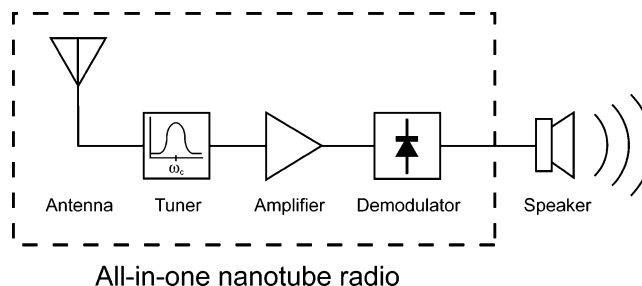 ωc
Antenna Tuner Amplifier Demodulator Speaker
All-in-one nanotube radio